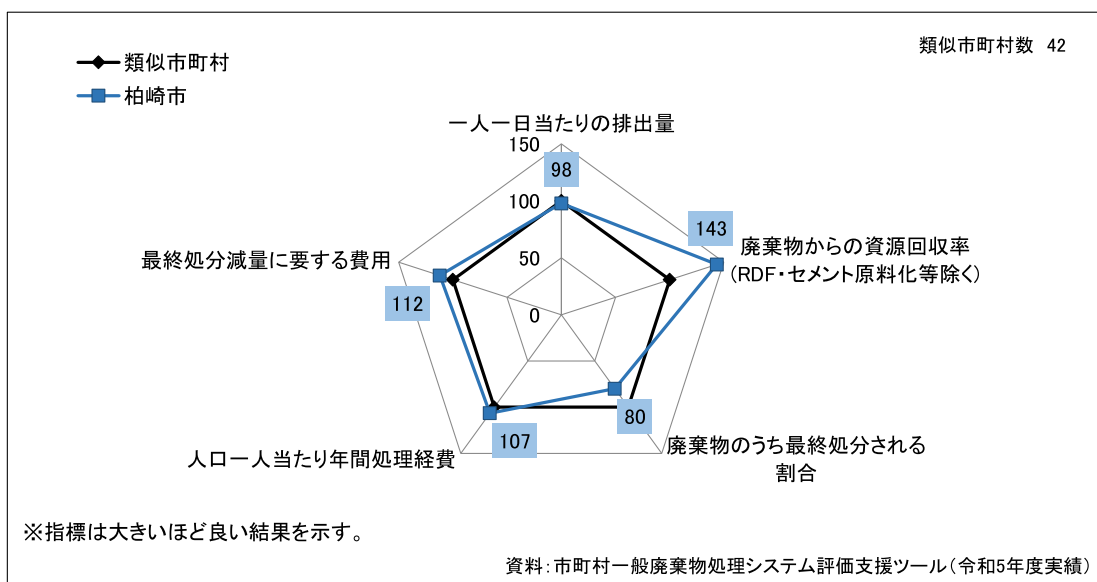 類似市町村数 42
類似市町村
柏崎市
一人一日当たりの排出量
150
98
100
143
廃棄物からの資源回収率
(RDF・セメント原料化等除く)
最終処分減量に要する費用
50
112
0
80
107
人口一人当たり年間処理経費
廃棄物のうち最終処分される
割合
※指標は大きいほど良い結果を示す。
資料：市町村一般廃棄物処理システム評価支援ツール（令和5年度実績）